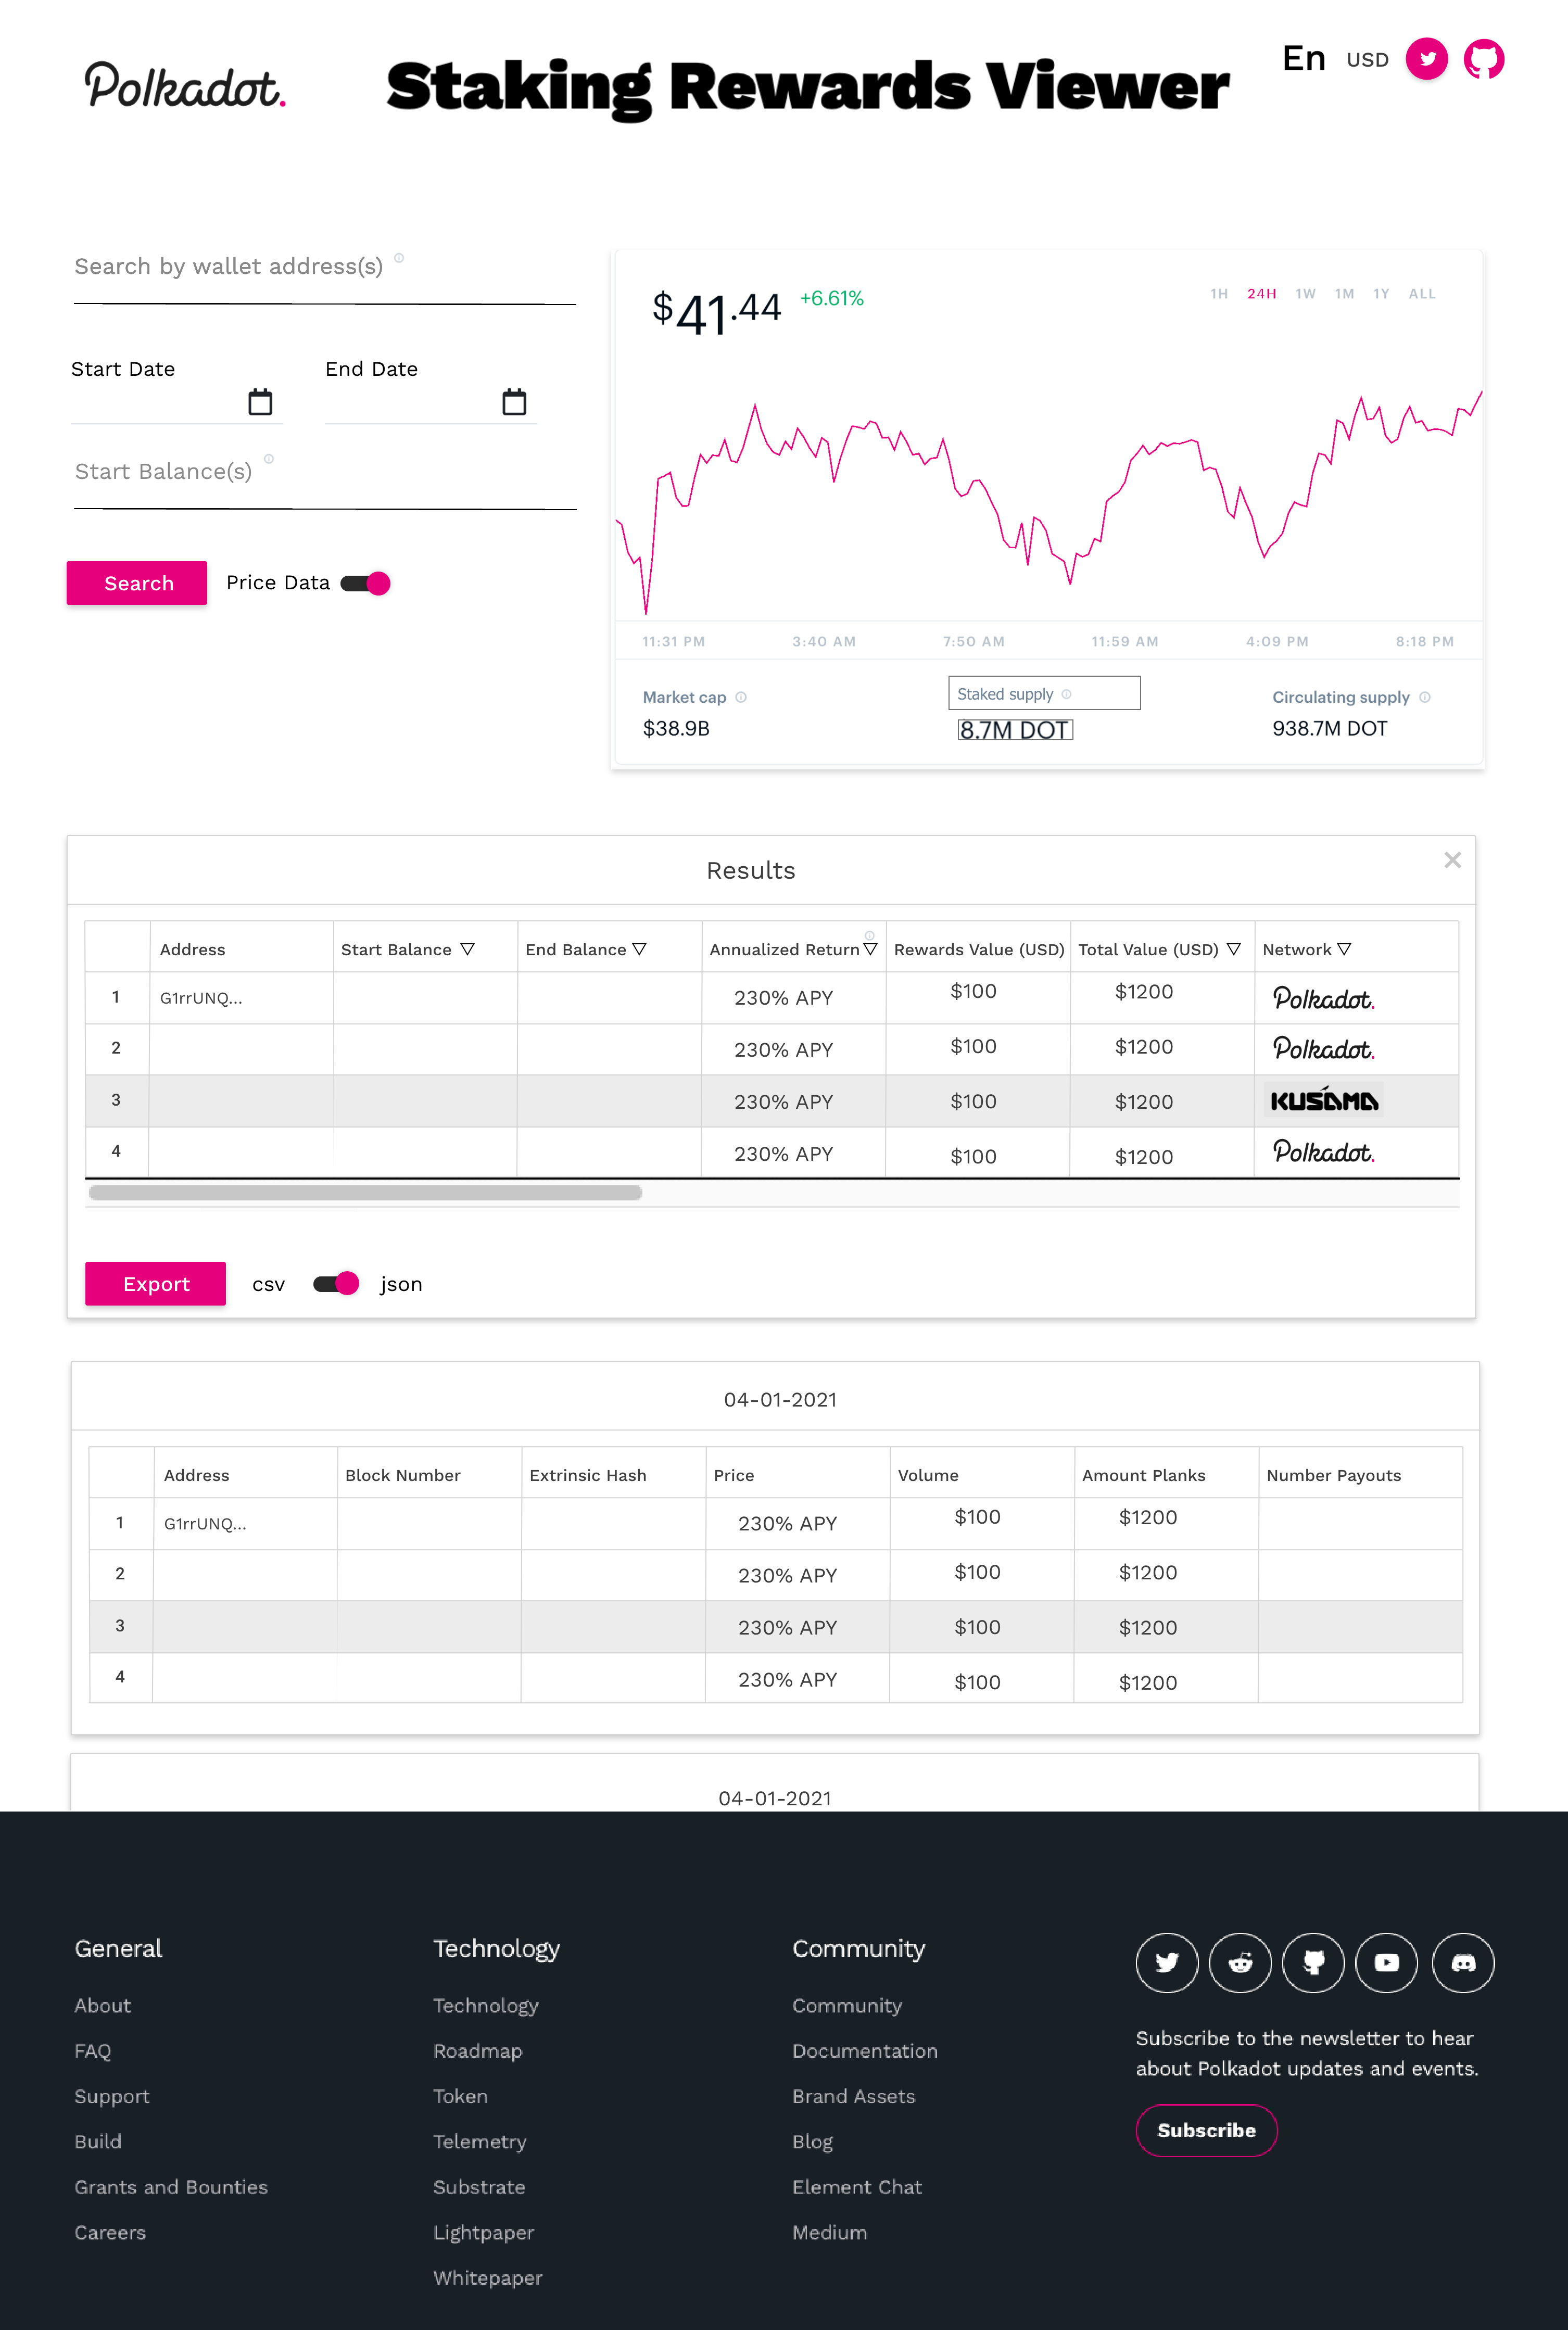 Polkadot.
Staking Rewards Viewer
En USD
Search by wallet address(es)
Start Date End Date
Start Balance(s)
Search Price Data
$41.44 +6.61%
1H 24H 1W 1M 1Y ALL
11:31 PM 3:40 AM 7:50 AM 11:59 AM 4:09 PM 8:18 PM
Market cap Staked supply Circulating supply
$38.9B 8.7M DOT 938.7M DOT
Results
Address Start Balance End Balance Annualized Return Rewards Value (USD) Total Value (USD) Network
1 G1rrUNQ... 230% APY $100 $1200 Polkadot.
2 230% APY $100 $1200 Polkadot.
3 230% APY $100 $1200 KUSAMA
4 230% APY $100 $1200 Polkadot.
Export csv json
04-01-2021
Address Block Number Extrinsic Hash Price Volume Amount Planks Number Payouts
1 G1rrUNQ... 230% APY $100 $1200
2 230% APY $100 $1200
3 230% APY $100 $1200
4 230% APY $100 $1200
04-01-2021
General
About
FAQ
Support
Build
Grants and Bounties
Careers
Technology
Technology
Roadmap
Token
Telemetry
Substrate
Lightpaper
Whitepaper
Community
Community
Documentation
Brand Assets
Blog
Element Chat
Medium
Subscribe to the newsletter to hear
about Polkadot updates and events.
Subscribe